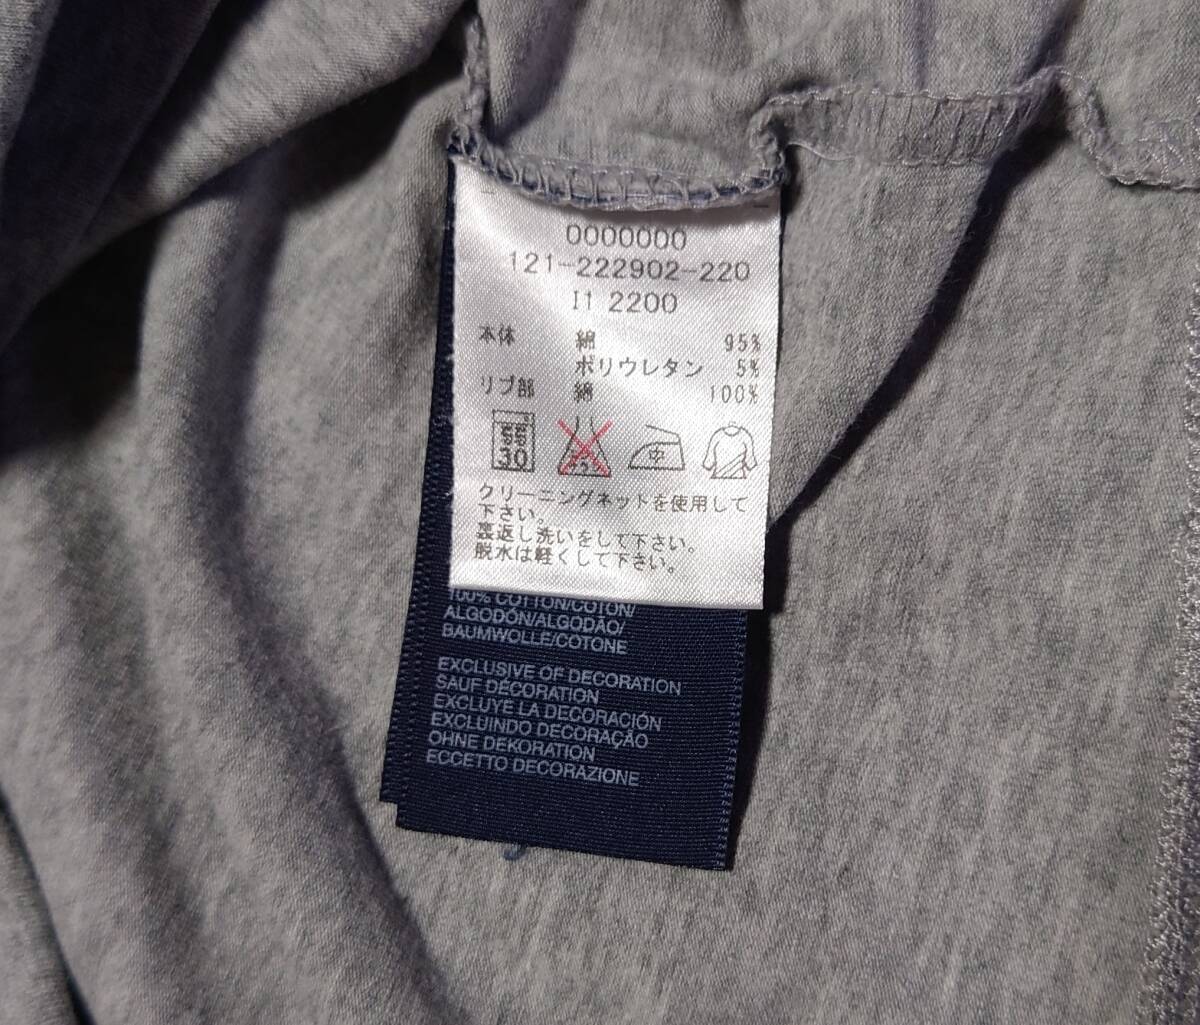 0000000
121-222902-220
I1 2200
本体 綿 95%
ポリウレタン 5%
リブ部 綿 100%
30
中
クリーニングネットを使用して
下さい。
裏返し洗いをして下さい。
脱水は軽くして下さい。
100% COTTON/COTON/
ALGODÓN/ALGODÃO/
BAUMWOLLE/COTONE
EXCLUSIVE OF DECORATION
SAUF DÉCORATION
EXCLUYE LA DECORACIÓN
EXCLUINDO DECORAÇAO
OHNE DEKORATION
ECCETTO DECORAZIONE